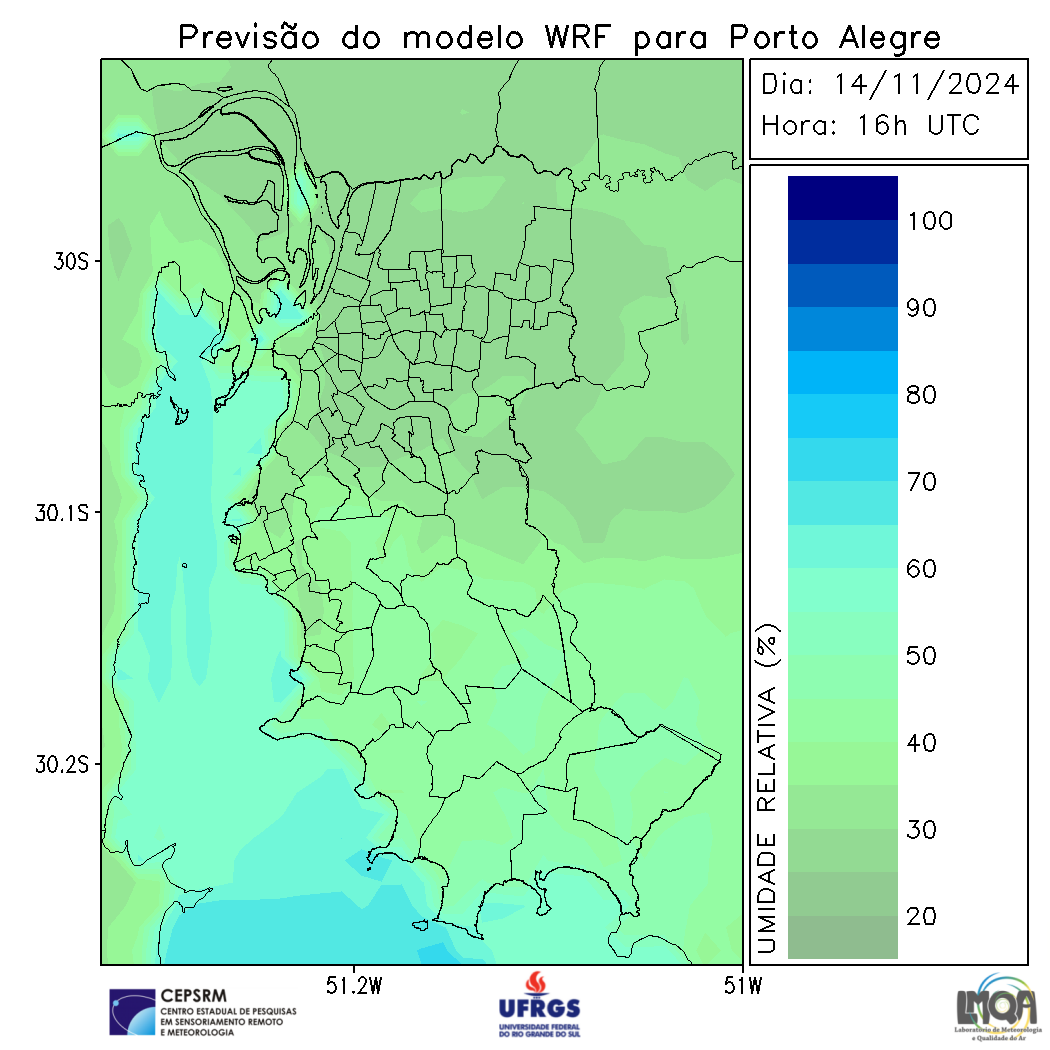 Previsão do modelo WRF para Porto Alegre
Dia: 14/11/2024
Hora: 16h UTC
30S
30.1S
30.2S
51.2W
51W
100
90
80
70
60
50
40
30
20
UMIDADE RELATIVA (%)
CEPSRM
CENTRO ESTADUAL DE PESQUISAS
EM SENSORIAMENTO REMOTO
E METEOROLOGIA
UFRGS
UNIVERSIDADE FEDERAL
DO RIO GRANDE DO SUL
LMQA
Laboratório de Meteorologia
e Qualidade do Ar